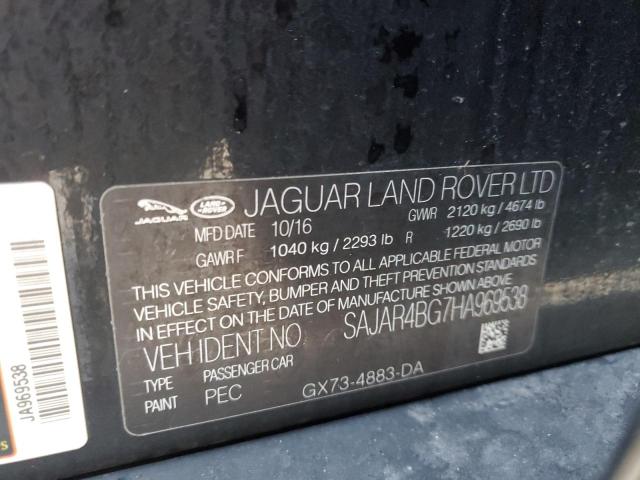 JAGUAR
LAND ROVER
JAGUAR LAND ROVER LTD
MFD DATE 10/16 GWR 2120 kg / 4674 lb
GAWR F 1040 kg / 2293 lb R 1220 kg / 2690 lb
THIS VEHICLE CONFORMS TO ALL APPLICABLE FEDERAL MOTOR
VEHICLE SAFETY, BUMPER AND THEFT PREVENTION STANDARDS
IN EFFECT ON THE DATE OF MANUFACTURE SHOWN ABOVE.
VEH IDENT NO SAJAR4BG7HA969538
TYPE PASSENGER CAR
PAINT PEC GX73-4883-DA
JA969538